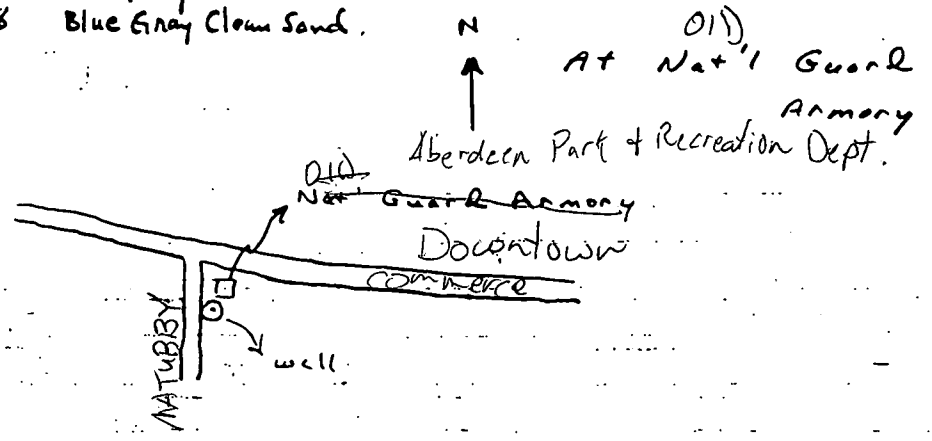 Blue Gray Clean Sand. N Old
At Nat'l Guard
Armory
Aberdeen Park & Recreation Dept.
Old
Nat' Guard Armory
Downtown
Commerce
MATUBBY
well